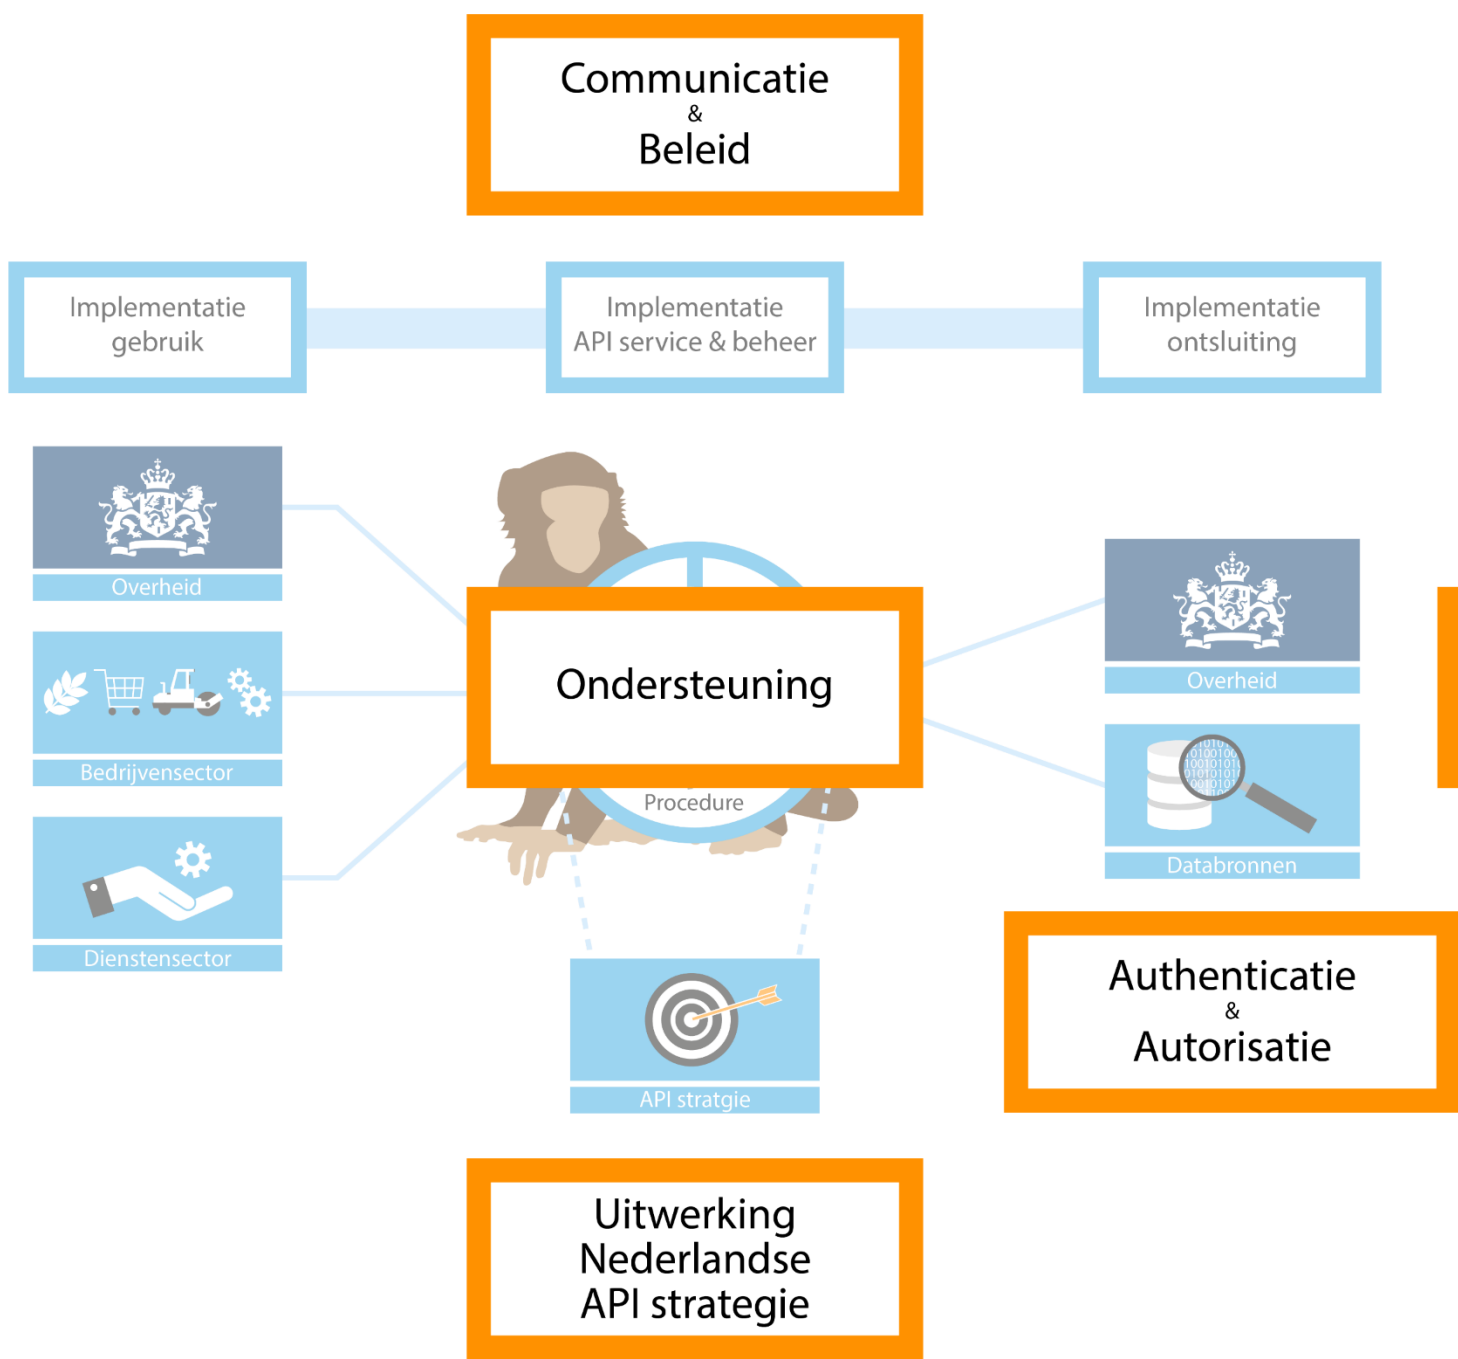 Communicatie
&
Beleid
Implementatie
gebruik
Implementatie
API service & beheer
Implementatie
ontsluiting
Overheid
Bedrijvensector
Dienstensector
Ondersteuning
Procedure
API stratgie
Overheid
Databronnen
Authenticatie
&
Autorisatie
Uitwerking
Nederlandse
API strategie